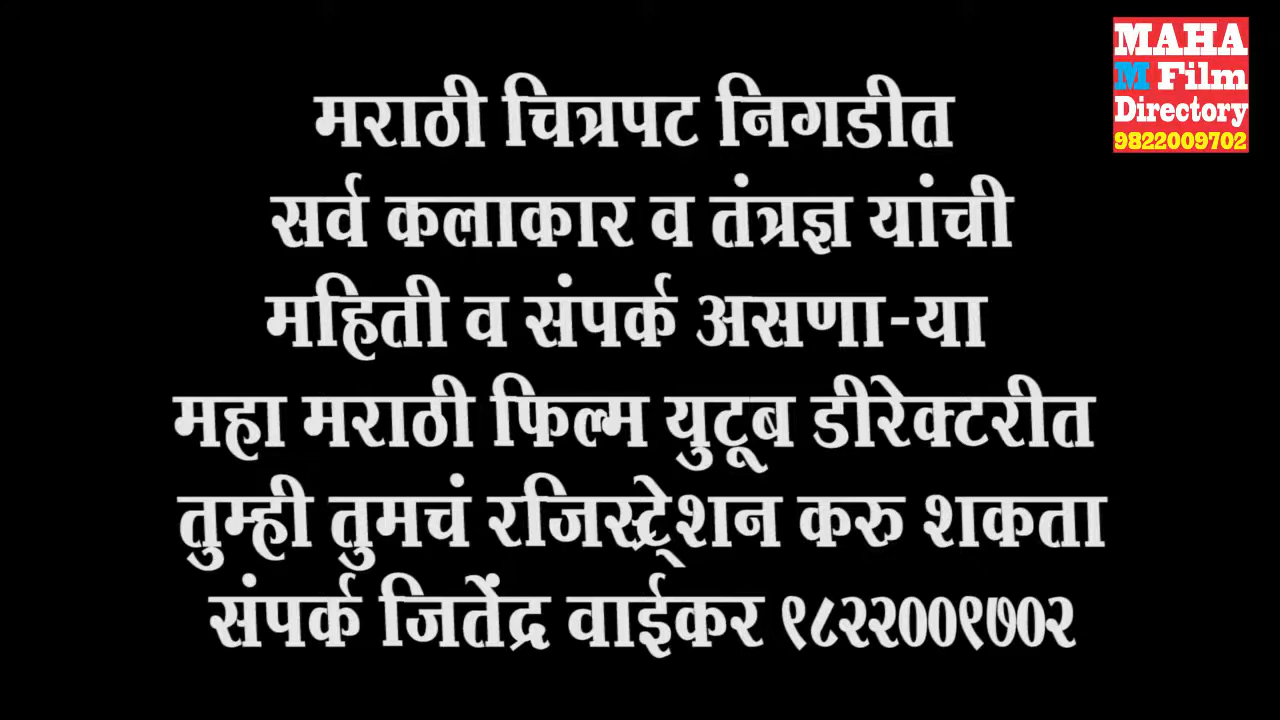 मराठी चित्रपट निगडीत
सर्व कलाकार व तंत्रज्ञ यांची
महिती व संपर्क असणा-या
महा मराठी फिल्म युटूब डीरेक्टरीत
तुम्ही तुमचं रजिस्ट्रेशन करु शकता
संपर्क जितेंद्र वाईकर ९८२२००९७०२
MAHA
M Film
Directory
9822009702